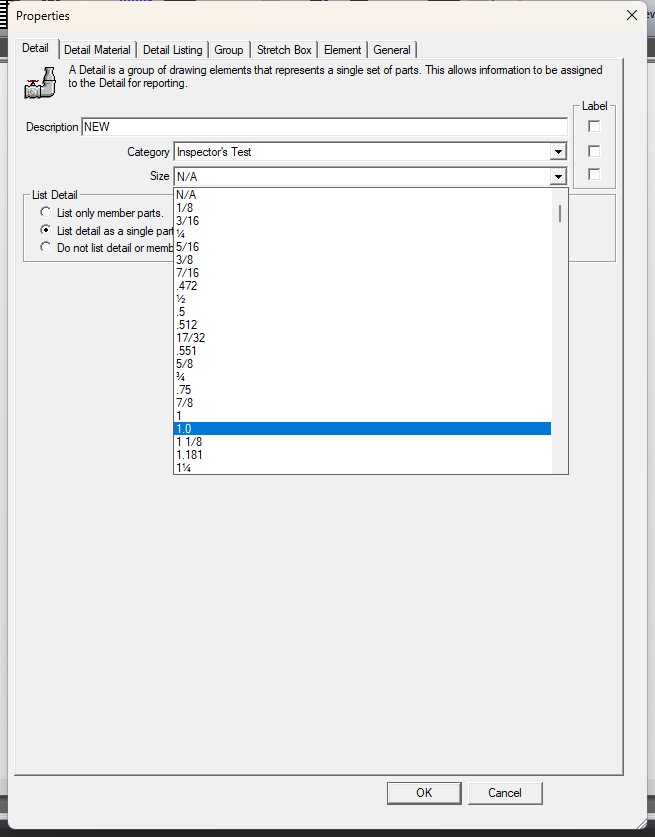 Properties
Detail
Detail Material
Detail Listing
Group
Stretch Box
Element
General
A Detail is a group of drawing elements that represents a single set of parts. This allows information to be assigned
to the Detail for reporting.
Label
Description NEW
Category Inspector's Test
Size N/A
List Detail
List only member parts.
List detail as a single part
Do not list detail or memb
N/A
1/8
3/16
¼
5/16
3/8
7/16
.472
½
.5
.512
17/32
.551
5/8
¾
.75
7/8
1
1.0
1 1/8
1.181
1¼
OK
Cancel